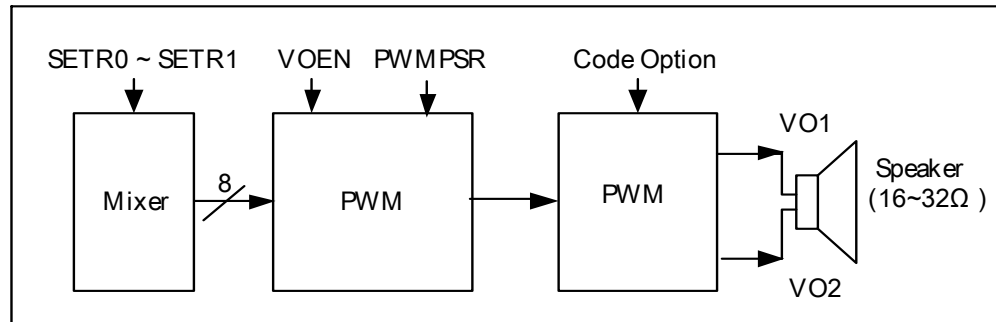 SETR0 ~ SETR1
VOEN
PWMPSR
Code Option
Mixer
8
PWM
PWM
VO1
Speaker
(16~32Ω )
VO2